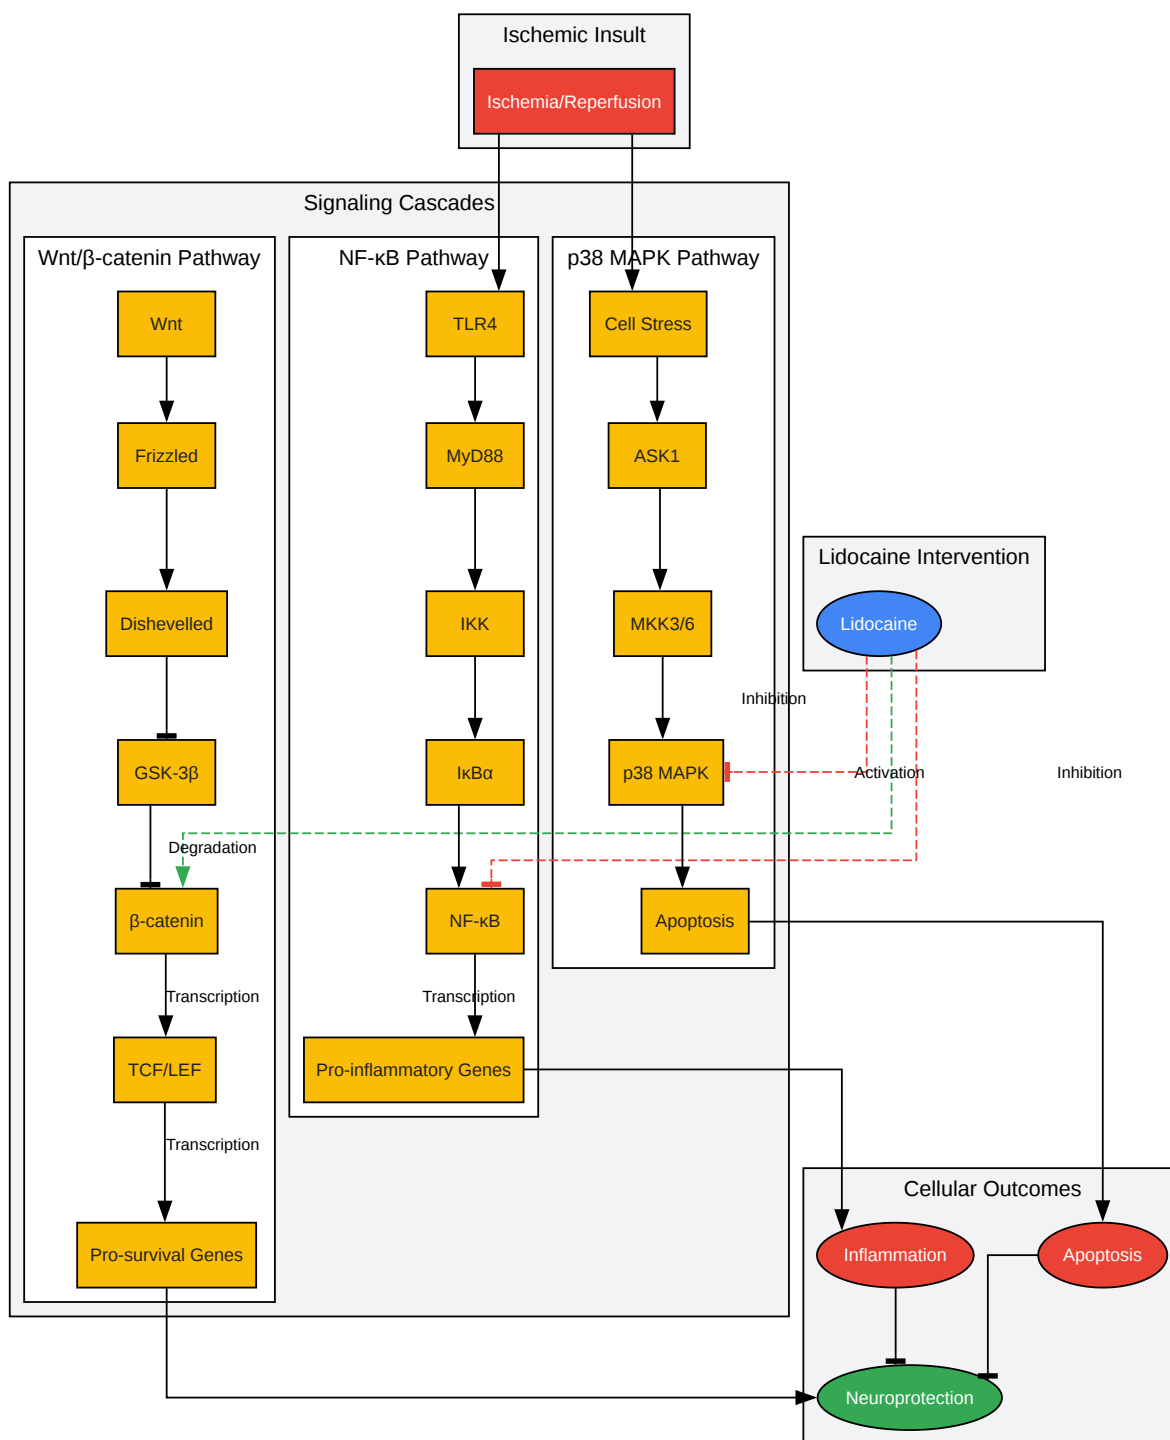 Ischemic Insult
Ischemia/Reperfusion
Signaling Cascades
Wnt/β-catenin Pathway
NF-κB Pathway
p38 MAPK Pathway
Wnt
TLR4
Cell Stress
Frizzled
MyD88
ASK1
Lidocaine Intervention
Dishevelled
IKK
MKK3/6
Lidocaine
Inhibition
GSK-3β
IκBα
p38 MAPK
Activation
Inhibition
Degradation
β-catenin
NF-κB
Apoptosis
Transcription
Transcription
TCF/LEF
Pro-inflammatory Genes
Transcription
Cellular Outcomes
Pro-survival Genes
Inflammation
Apoptosis
Neuroprotection